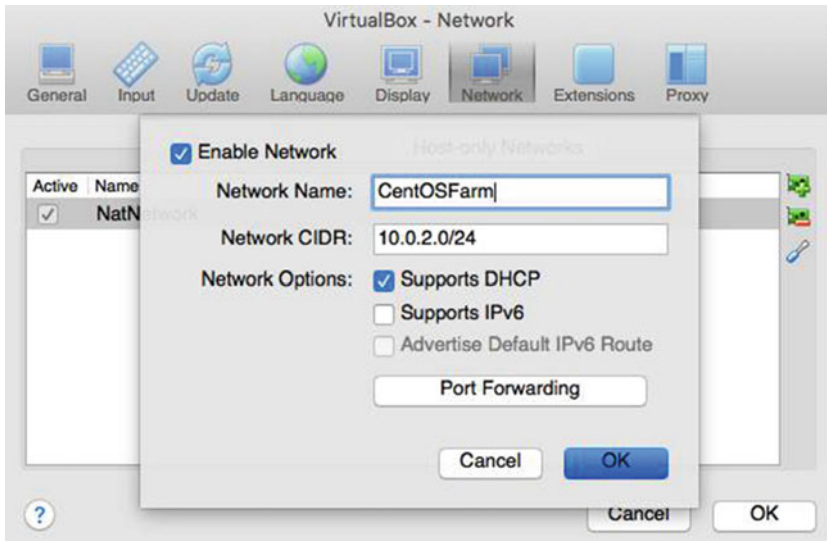 VirtualBox - Network
General Input Update Language Display Network Extensions Proxy
Host-only Networks
Enable Network
Active Name
Network Name: CentOSFarm
NatNetwork
Network CIDR: 10.0.2.0/24
Network Options: Supports DHCP
Supports IPv6
Advertise Default IPv6 Route
Port Forwarding
Cancel OK
? Cancel OK